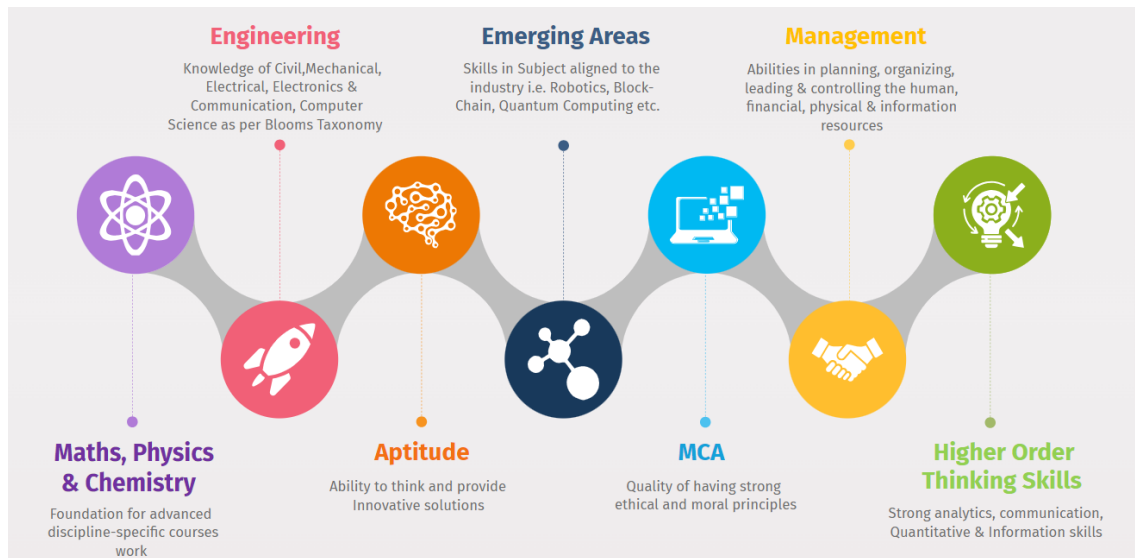 Engineering
Knowledge of Civil,Mechanical,
Electrical, Electronics &
Communication, Computer
Science as per Blooms Taxonomy
Emerging Areas
Skills in Subject aligned to the
industry i.e. Robotics, Block-
Chain, Quantum Computing etc.
Management
Abilities in planning, organizing,
leading & controlling the human,
financial, physical & information
resources
Maths, Physics
& Chemistry
Foundation for advanced
discipline-specific courses
work
Aptitude
Ability to think and provide
Innovative solutions
MCA
Quality of having strong
ethical and moral principles
Higher Order
Thinking Skills
Strong analytics, communication,
Quantitative & Information skills